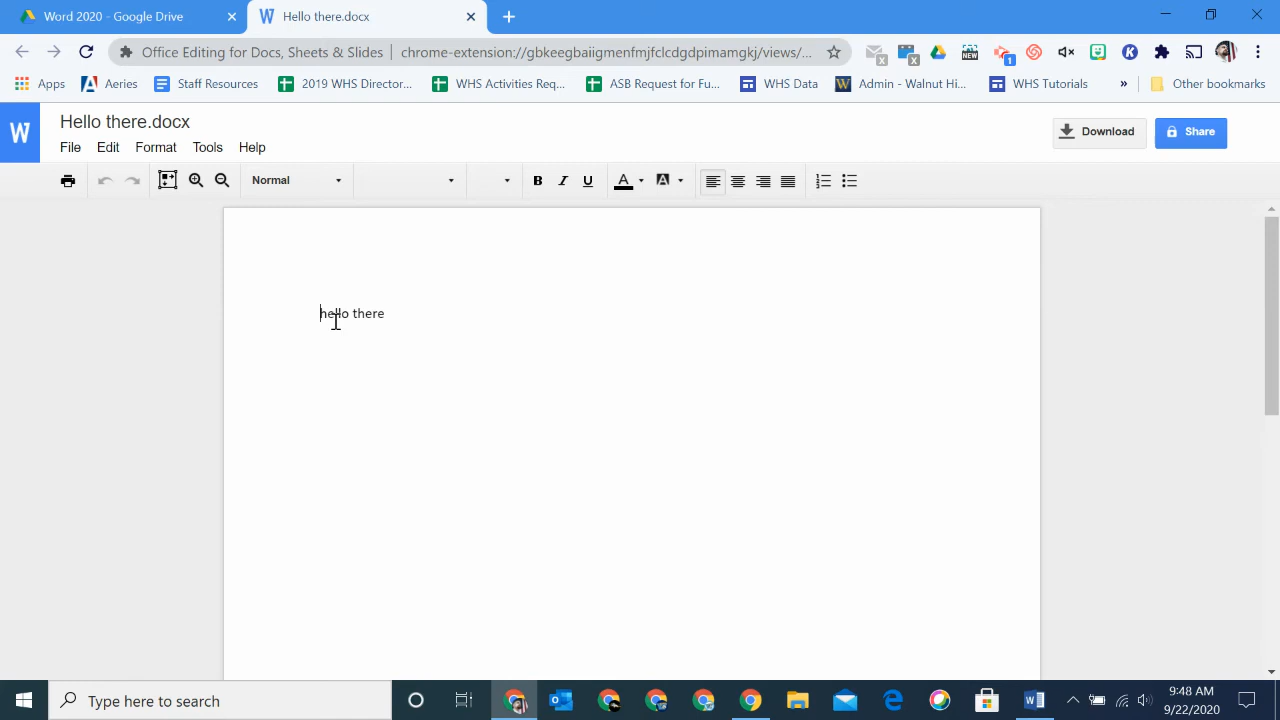 Word 2020 - Google Drive
Hello there.docx
Office Editing for Docs, Sheets & Slides
chrome-extension://gbkeegbaiigmenfmjfclcdgdpimamgkj/views/...
X
X
NEW
1
K
Apps
Aeries
Staff Resources
2019 WHS Director...
WHS Activities Req...
ASB Request for Fu...
WHS Data
Admin - Walnut Hi...
WHS Tutorials
»
Other bookmarks
W
Hello there.docx
Download
Share
File Edit Format Tools Help
Normal
B I U A A
hello there
Type here to search
9:48 AM
9/22/2020